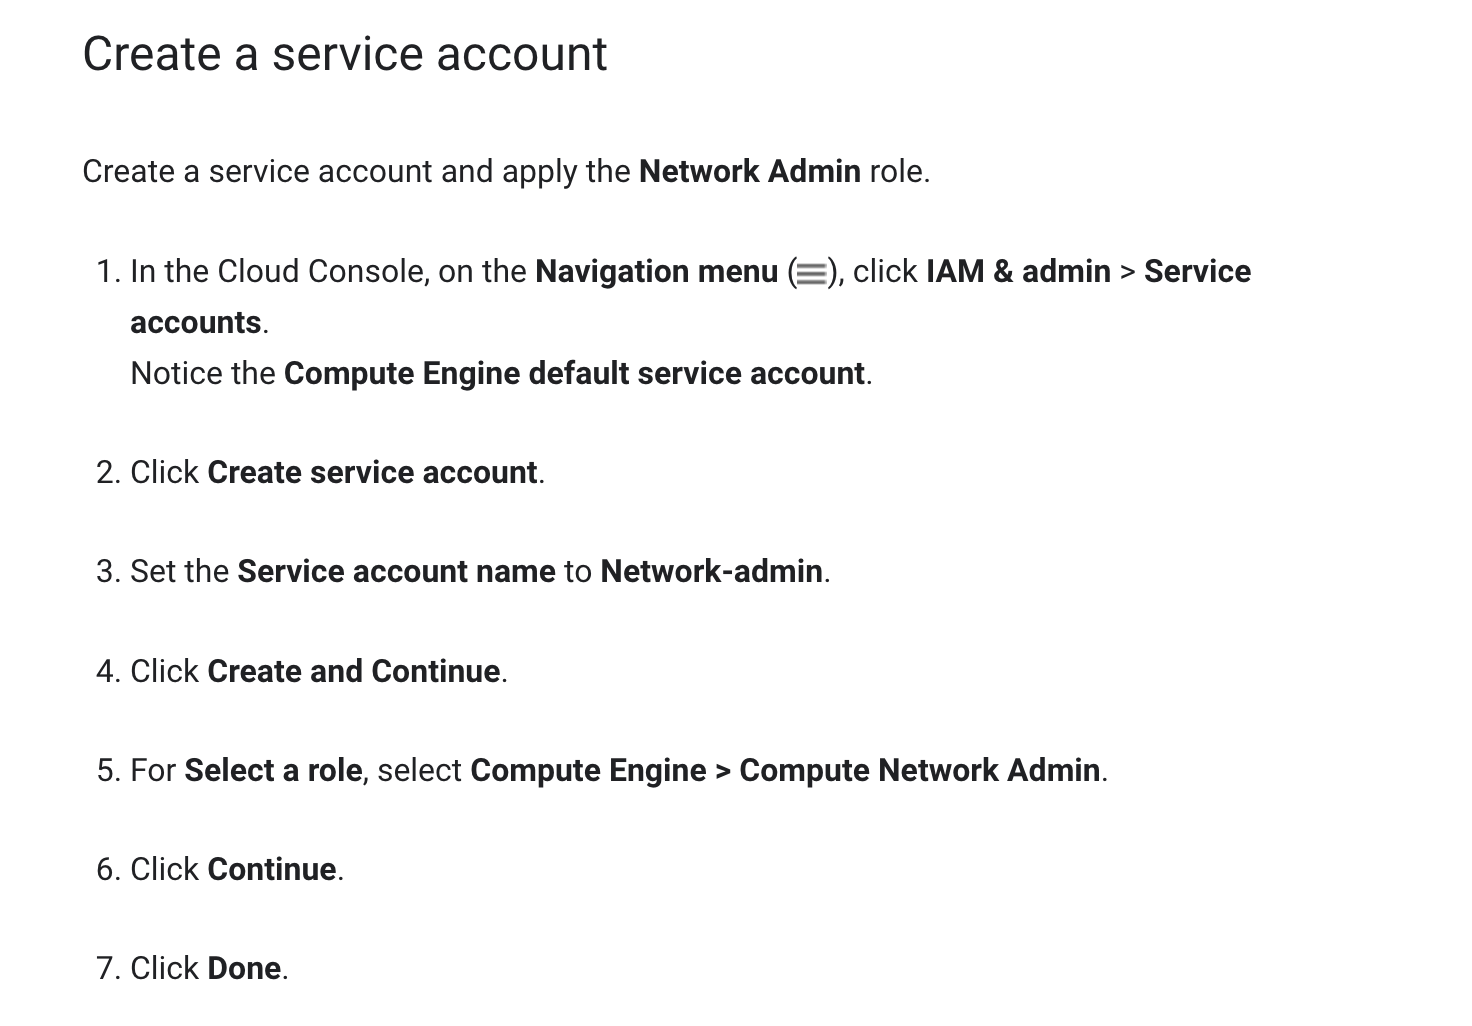 Create a service account
Create a service account and apply the Network Admin role.
1. In the Cloud Console, on the Navigation menu (), click IAM & admin > Service
accounts.
Notice the Compute Engine default service account.
2. Click Create service account.
3. Set the Service account name to Network-admin.
4. Click Create and Continue.
5. For Select a role, select Compute Engine > Compute Network Admin.
6. Click Continue.
7. Click Done.